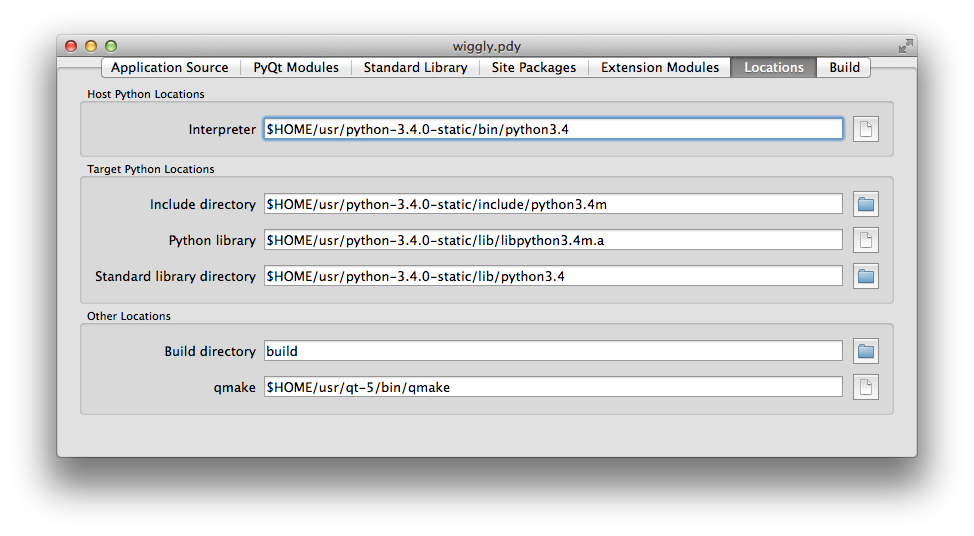 wiggly.pdy
Application Source PyQt Modules Standard Library Site Packages Extension Modules Locations Build
Host Python Locations
Interpreter $HOME/usr/python-3.4.0-static/bin/python3.4
Target Python Locations
Include directory $HOME/usr/python-3.4.0-static/include/python3.4m
Python library $HOME/usr/python-3.4.0-static/lib/libpython3.4m.a
Standard library directory $HOME/usr/python-3.4.0-static/lib/python3.4
Other Locations
Build directory build
qmake $HOME/usr/qt-5/bin/qmake